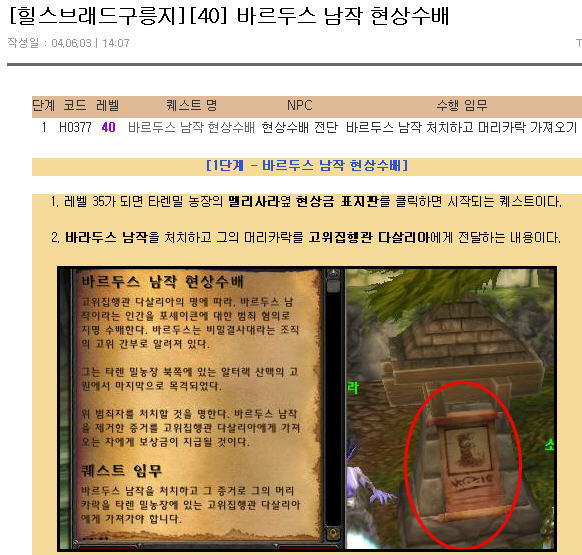 [힐스브래드구릉지][40] 바르두스 남작 현상수배
작성일 : 04.06.03 | 14:07
T
단계 코드 레벨 퀘스트 명 NPC 수행 임무
1 H0377 40 바르두스 남작 현상수배 현상수배 전단 바르두스 남작 처치하고 머리카락 가져오기
[1단계 - 바르두스 남작 현상수배]
1. 레벨 35가 되면 타렌밀 농장의 멜리사라옆 현상금 표지판를 클릭하면 시작되는 퀘스트이다.
2. 바라두스 남작을 처치하고 그의 머리카락를 고위집행관 다살리아에게 전달하는 내용이다.
바르두스 남작 현상수배
고위집행관 다살리아의 명에 따라, 바르두스 남
작이라는 인간을 포세이큰에 대한 범죄 혐의로
지명 수배한다. 바르두스는 비밀결사대라는 조직
의 고위 간부로 알려져 있다.
그는 타렌 밀농장 북쪽에 있는 알터랙 산맥의 고
원에서 마지막으로 목격되었다.
위 범죄자를 처치할 것을 명한다. 바르두스 남작
을 제거한 증거를 고위집행관 다살리아에게 가져
오는 자에게 보상금이 지급될 것이다.
퀘스트 임무
바르두스 남작을 처치하고 그 증거로 그의 머리
카락을 타렌 밀농장에 있는 고위집행관 다살리아
에게 가져가야 합니다.
라